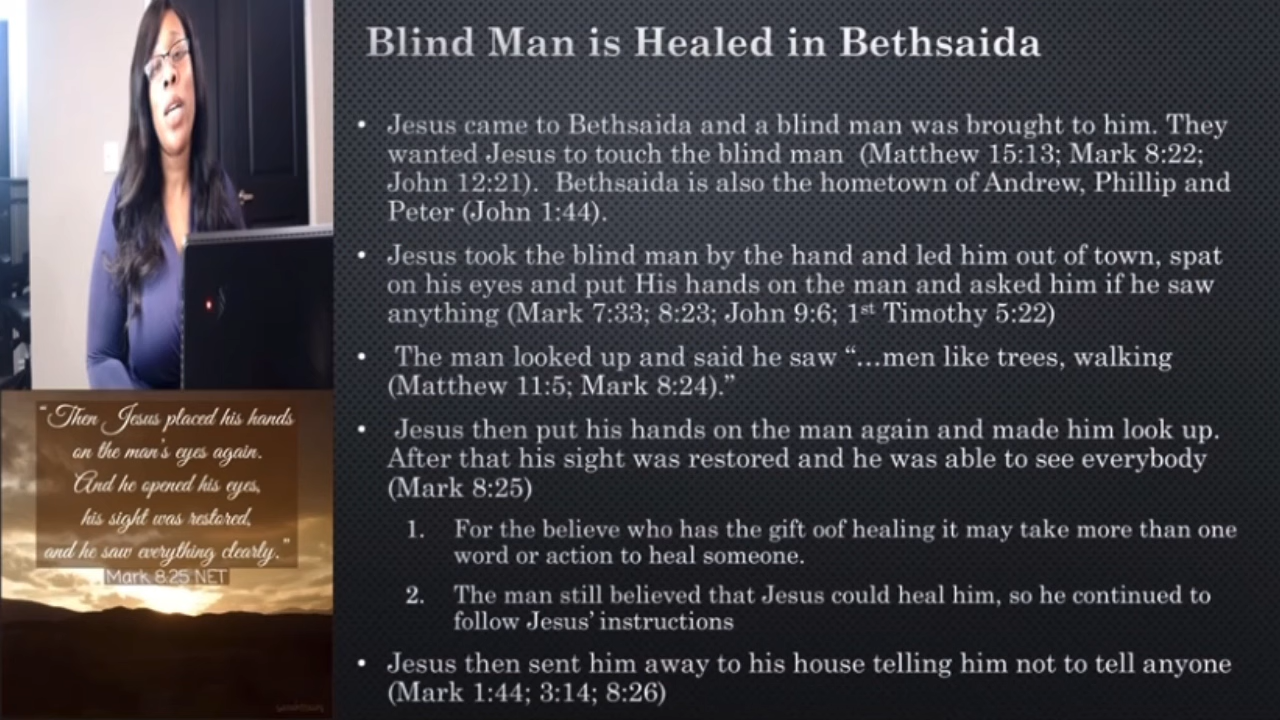 Blind Man is Healed in Bethsaida
• Jesus came to Bethsaida and a blind man was brought to him. They
wanted Jesus to touch the blind man (Matthew 15:13; Mark 8:22;
John 12:21). Bethsaida is also the hometown of Andrew, Phillip and
Peter (John 1:44).
• Jesus took the blind man by the hand and led him out of town, spat
on his eyes and put His hands on the man and asked him if he saw
anything (Mark 7:33; 8:23; John 9:6; 1st Timothy 5:22)
• The man looked up and said he saw “…men like trees, walking
(Matthew 11:5; Mark 8:24).”
• Jesus then put his hands on the man again and made him look up.
After that his sight was restored and he was able to see everybody
(Mark 8:25)
1. For the believe who has the gift oof healing it may take more than one
word or action to heal someone.
2. The man still believed that Jesus could heal him, so he continued to
follow Jesus’ instructions
• Jesus then sent him away to his house telling him not to tell anyone
(Mark 1:44; 3:14; 8:26)
“Then Jesus placed his hands
on the man's eyes again.
And he opened his eyes,
his sight was restored,
and he saw everything clearly.”
Mark 8:25 NET